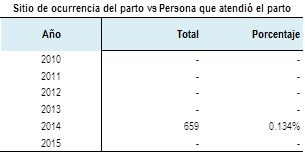 Sitio de ocurrencia del parto vs Persona que atendió el parto
Año Total Porcentaje
2010 - -
2011 - -
2012 - -
2013 - -
2014 659 0.134%
2015 - -